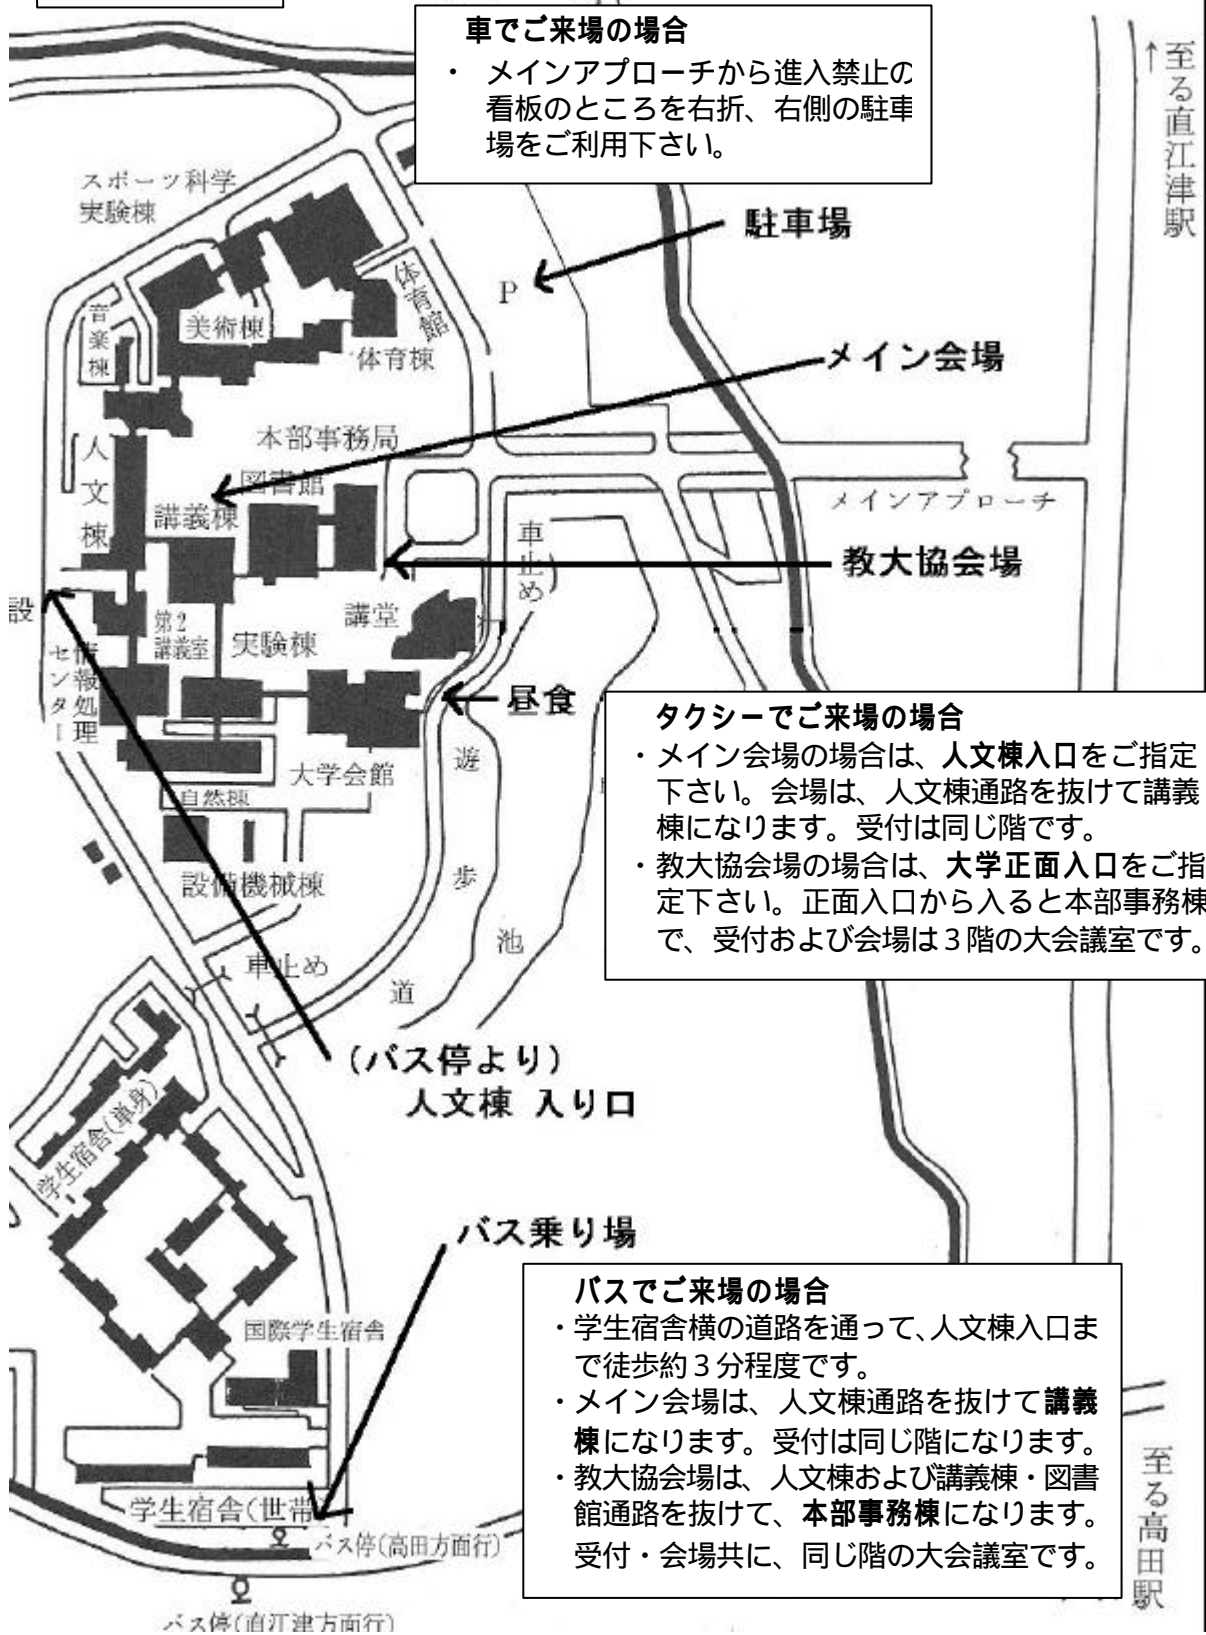 車でご来場の場合
・ メインアプローチから進入禁止の
看板のところを右折、右側の駐車
場をご利用下さい。
↑至る直江津駅
スポーツ科学
実験棟
駐車場
P
体育館
音楽棟
美術棟
体育棟
メイン会場
本部事務局
人文棟
図書館
講義棟
メインアプローチ
車止め
教大協会場
設
第2
講義室
講堂
実験棟
情報処理
センター
昼食
大学会館
自然棟
設備機械棟
遊歩道
池
タクシーでご来場の場合
・メイン会場の場合は、人文棟入口をご指定
下さい。会場は、人文棟通路を抜けて講義
棟になります。受付は同じ階です。
・教大協会場の場合は、大学正面入口をご指
定下さい。正面入口から入ると本部事務棟
で、受付および会場は3階の大会議室です。
車止め
(バス停より)
人文棟 入り口
学生宿舎(単身)
バス乗り場
国際学生宿舎
バスでご来場の場合
・学生宿舎横の道路を通って、人文棟入口ま
で徒歩約3分程度です。
・メイン会場は、人文棟通路を抜けて講義
棟になります。受付は同じ階になります。
・教大協会場は、人文棟および講義棟・図書
館通路を抜けて、本部事務棟になります。
受付・会場共に、同じ階の大会議室です。
学生宿舎(世帯
バス停(高田方面行)
バス停(直江津方面行)
至る高田駅